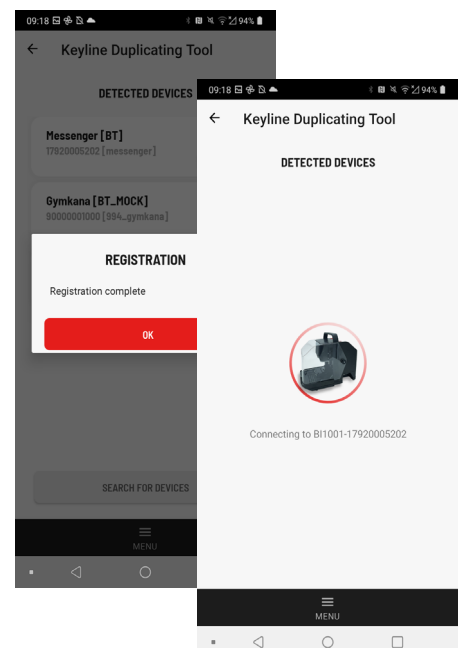 09:18
94%
Keyline Duplicating Tool
DETECTED DEVICES
Messenger [BT]
17920005202 [messenger]
Gymkana [BT_MOCK]
90000001000 [994_gymkana]
REGISTRATION
Registration complete
OK
SEARCH FOR DEVICES
MENU
09:18
94%
Keyline Duplicating Tool
DETECTED DEVICES
Connecting to BI1001-17920005202
MENU